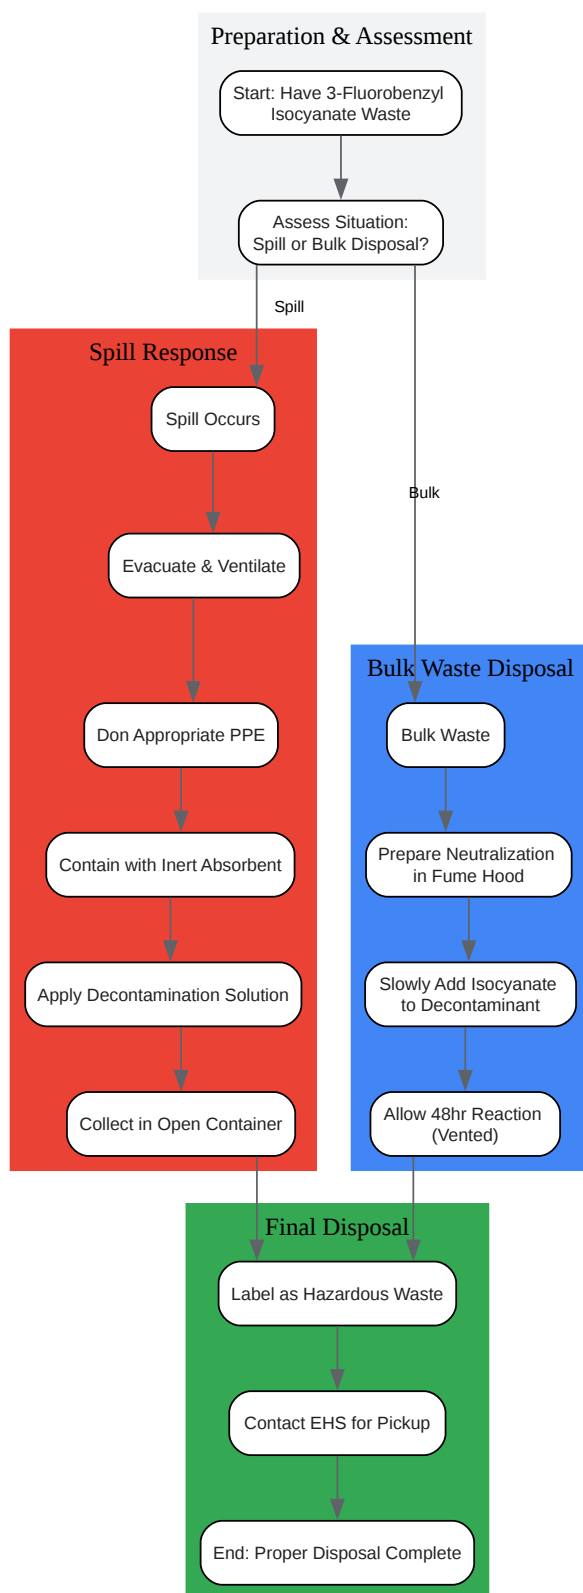 Preparation & Assessment
Start: Have 3-Fluorobenzyl
Isocyanate Waste
Assess Situation:
Spill or Bulk Disposal?
Spill
Spill Response
Spill Occurs
Evacuate & Ventilate
Don Appropriate PPE
Contain with Inert Absorbent
Apply Decontamination Solution
Collect in Open Container
Bulk
Bulk Waste Disposal
Bulk Waste
Prepare Neutralization
in Fume Hood
Slowly Add Isocyanate
to Decontaminant
Allow 48hr Reaction
(Vented)
Final Disposal
Label as Hazardous Waste
Contact EHS for Pickup
End: Proper Disposal Complete